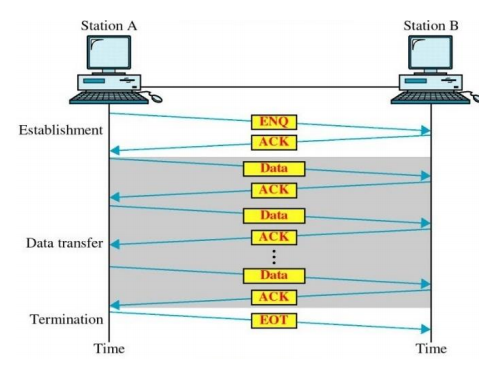 Station A
Station B
Establishment
ENQ
ACK
Data
ACK
Data
ACK
Data transfer
Data
ACK
Termination
EOT
Time
Time